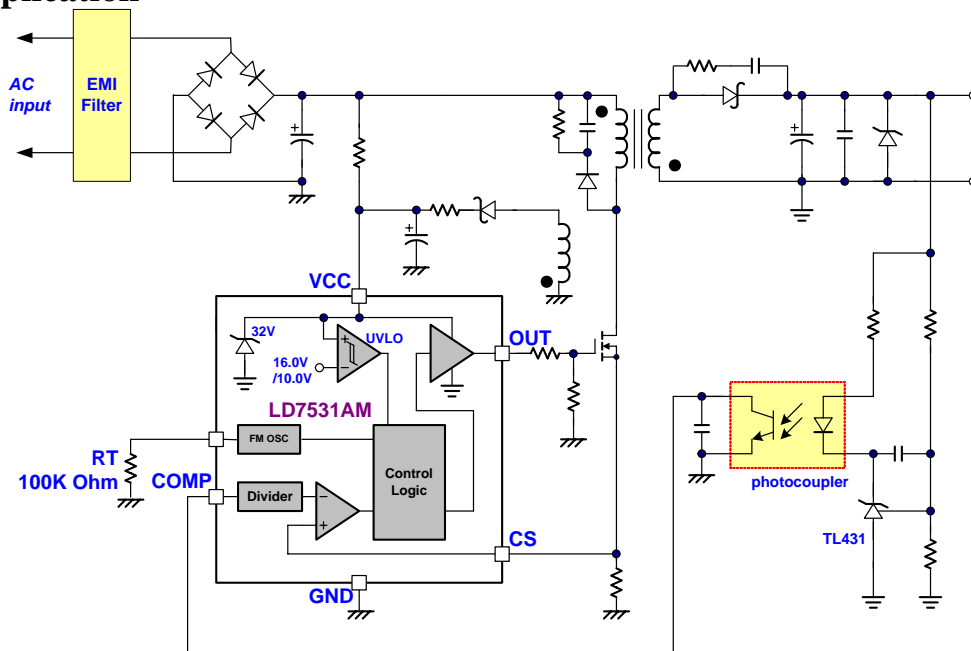 AC
input
EMI
Filter
VCC
32V
UVLO
16.0V
/10.0V
OUT
LD7531AM
FM OSC
RT
100K Ohm
COMP
Divider
Control
Logic
CS
GND
photocoupler
TL431